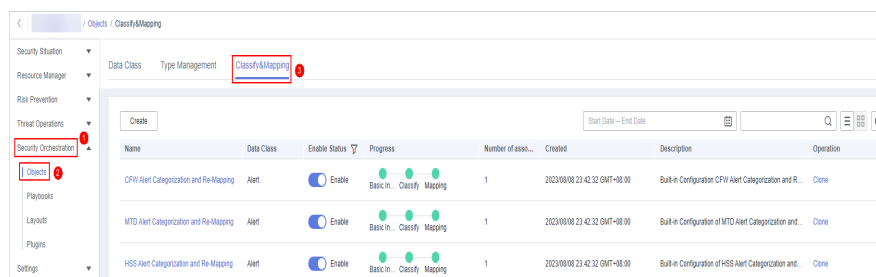 / Objects / Classify&Mapping
Security Situation
Resource Manager
Risk Prevention
Threat Operations
Security Orchestration 1
Objects 2
Playbooks
Layouts
Plugins
Settings
Data Class Type Management Classify&Mapping 3
Create Start Date -- End Date
Name Data Class Enable Status Progress Number of asso... Created Description Operation
CFW Alert Categorization and Re-Mapping Alert Enable Basic In... Classify Mapping 1 2023/08/08 23:42:32 GMT+08:00 Built-in Configuration CFW Alert Categorization and R... Clone
MTD Alert Categorization and Re-Mapping Alert Enable Basic In... Classify Mapping 1 2023/08/08 23:42:32 GMT+08:00 Built-in Configuration of MTD Alert Categorization and... Clone
HSS Alert Categorization and Re-Mapping Alert Enable Basic In... Classify Mapping 1 2023/08/08 23:42:32 GMT+08:00 Built-in Configuration of HSS Alert Categorization and... Clone